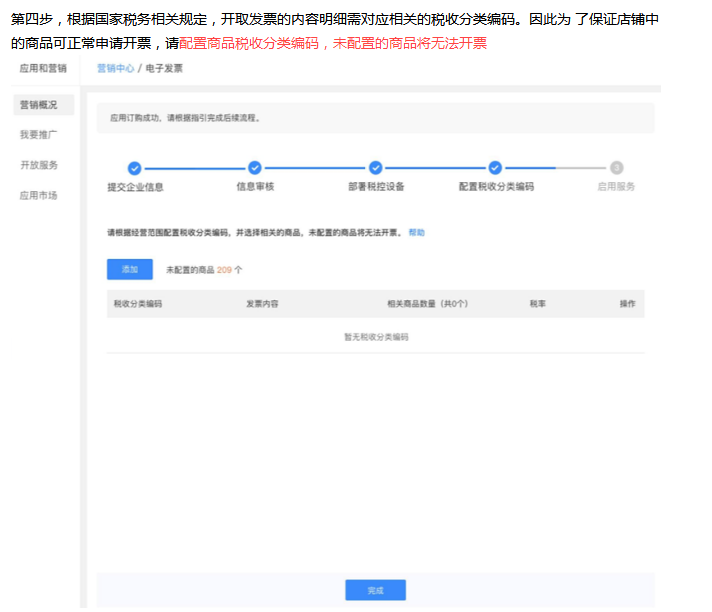 第四步，根据国家税务相关规定，开取发票的内容明细需对应相关的税收分类编码。因此为 了保证店铺中
的商品可正常申请开票，请配置商品税收分类编码，未配置的商品将无法开票
应用和营销
营销中心 / 电子发票
营销概况
我要推广
开放服务
应用市场
应用订购成功，请根据指引完成后续流程。
提交企业信息 信息审核 部署税控设备 配置税收分类编码 启用服务
请根据经营范围配置税收分类编码，并选择相关的商品，未配置的商品将无法开票。 帮助
添加 未配置的商品 209 个
税收分类编码 发票内容 相关商品数量（共0个） 税率 操作
暂无税收分类编码
完成